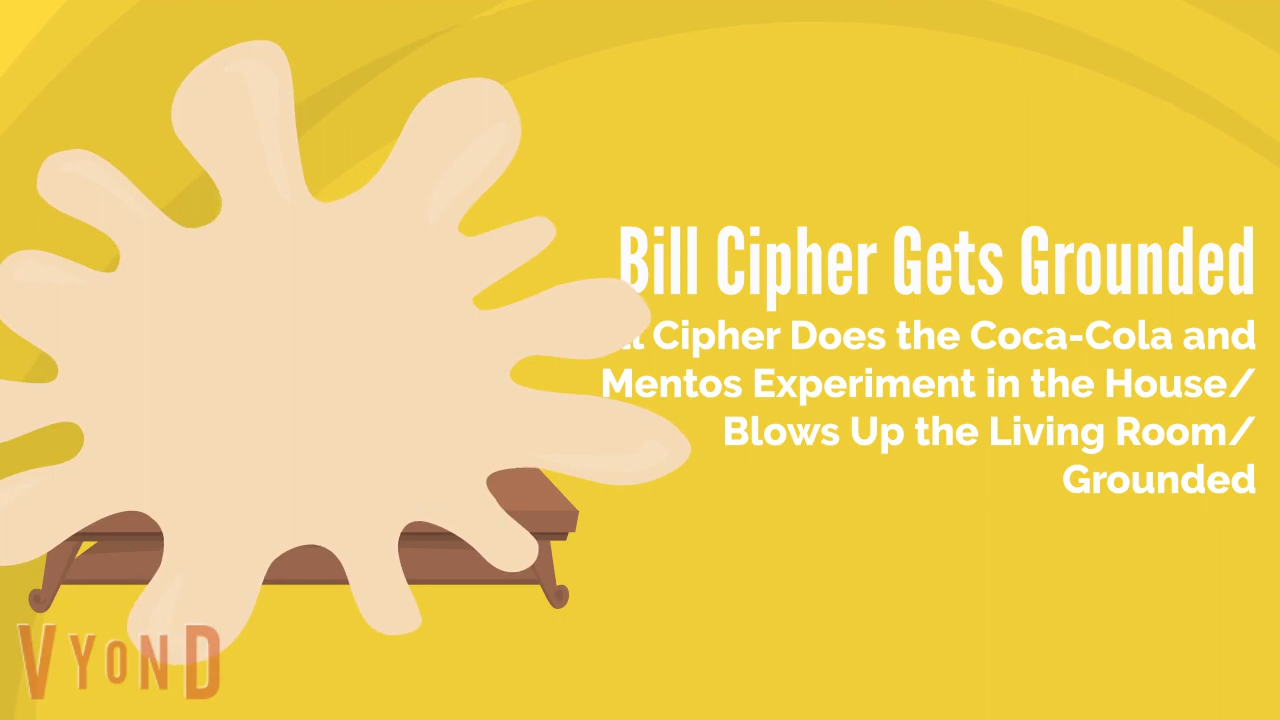 Bill Cipher Gets Grounded
Cipher Does the Coca-Cola and
Mentos Experiment in the House/
Blows Up the Living Room/
Grounded
VYOND